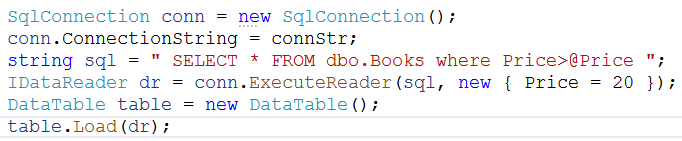 SqlConnection conn = new SqlConnection();
conn.ConnectionString = connStr;
string sql = " SELECT * FROM dbo.Books where Price>@Price ";
IDataReader dr = conn.ExecuteReader(sql, new { Price = 20 });
DataTable table = new DataTable();
table.Load(dr);